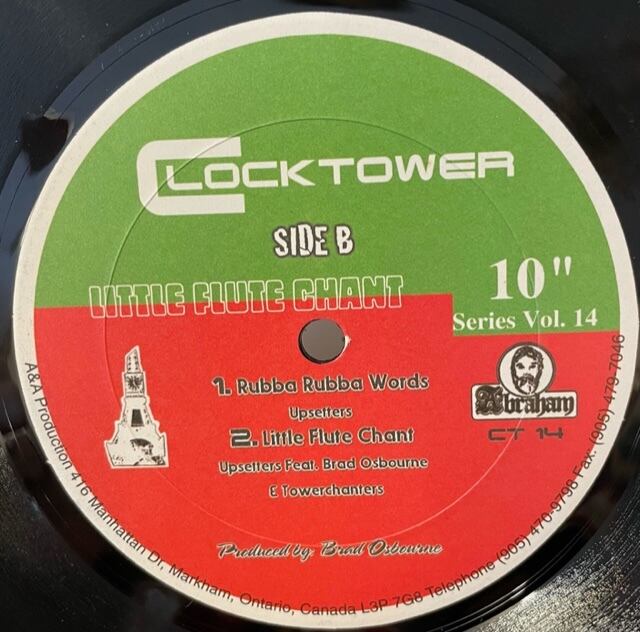 CLOCKTOWER
SIDE B
LITTLE FLUTE CHANT
10"
Series Vol. 14
1. Rubba Rubba Words
Upsetters
2. Little Flute Chant
Upsetters Feat. Brad Osbourne
E Towerchanters
Abraham
CT 14
Produced by: Brad Osbourne
A&A Production 416 Manhattan Dr, Markham, Ontario, Canada L3P 7G8 Telephone (905) 470-9798 Fax: (905) 479-7046